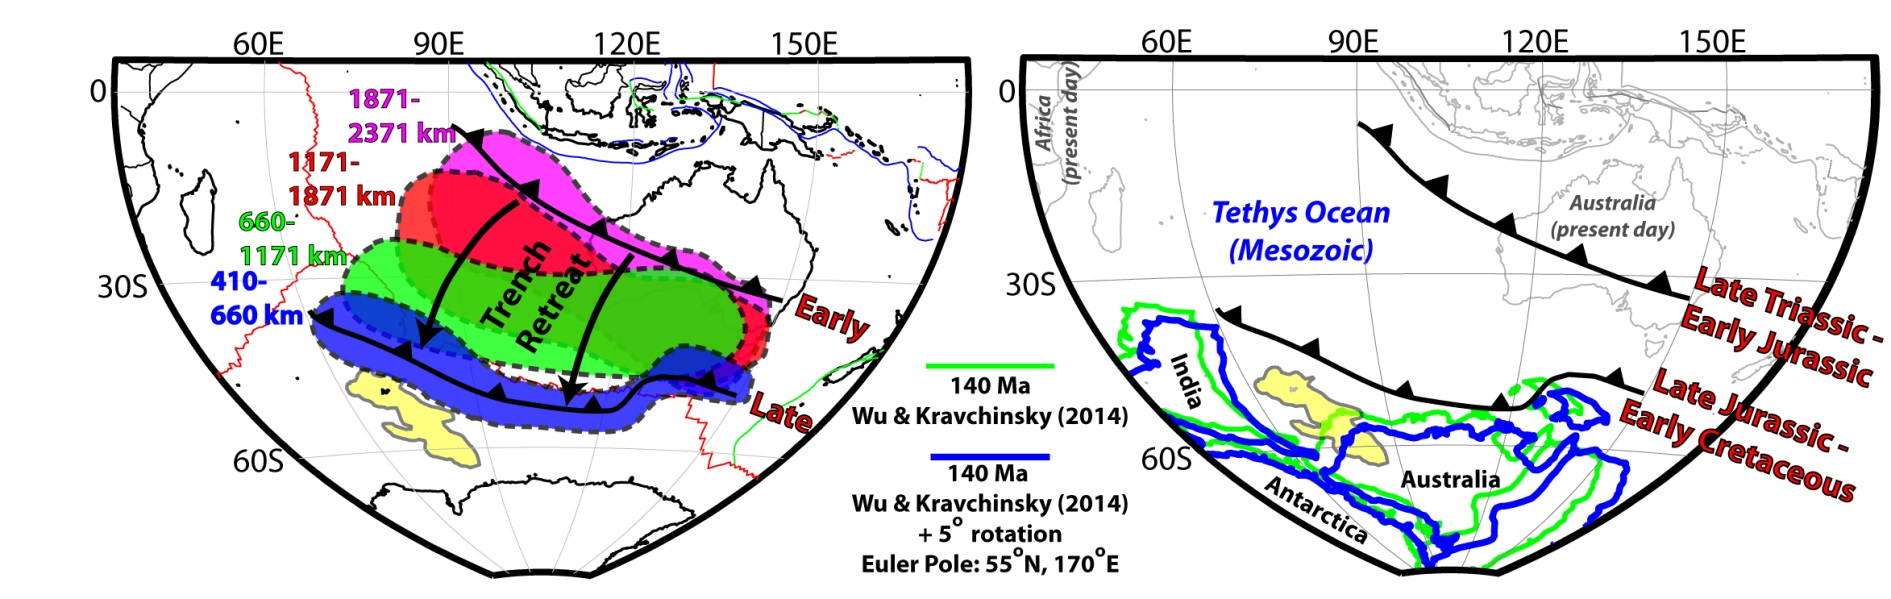 60E 90E 120E 150E
0
30S
60S
1871-
2371 km
1171-
1871 km
660-
1171 km
410-
660 km
Trench
Retreat
Early
Late
140 Ma
Wu & Kravchinsky (2014)
140 Ma
Wu & Kravchinsky (2014)
+ 5° rotation
Euler Pole: 55°N, 170°E
60E 90E 120E 150E
0
30S
60S
Africa
(present day)
Tethys Ocean
(Mesozoic)
Australia
(present day)
Late Triassic -
Early Jurassic
Late Jurassic -
Early Cretaceous
India
Australia
Antarctica